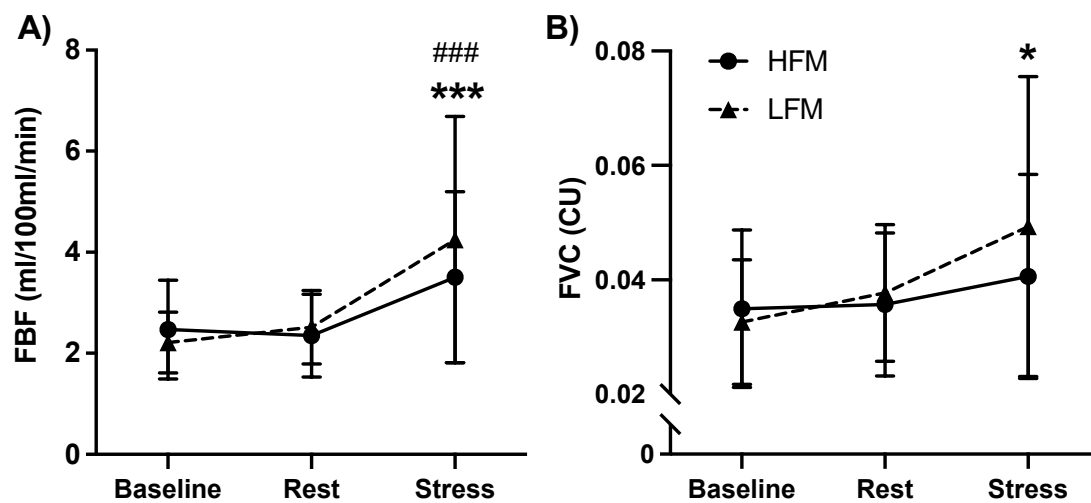 A)
FBF (ml/100ml/min)
8
6
4
2
0
###
***
Baseline
Rest
Stress
B)
FVC (CU)
0.08
0.06
0.04
0.02
0
HFM
LFM
*
Baseline
Rest
Stress